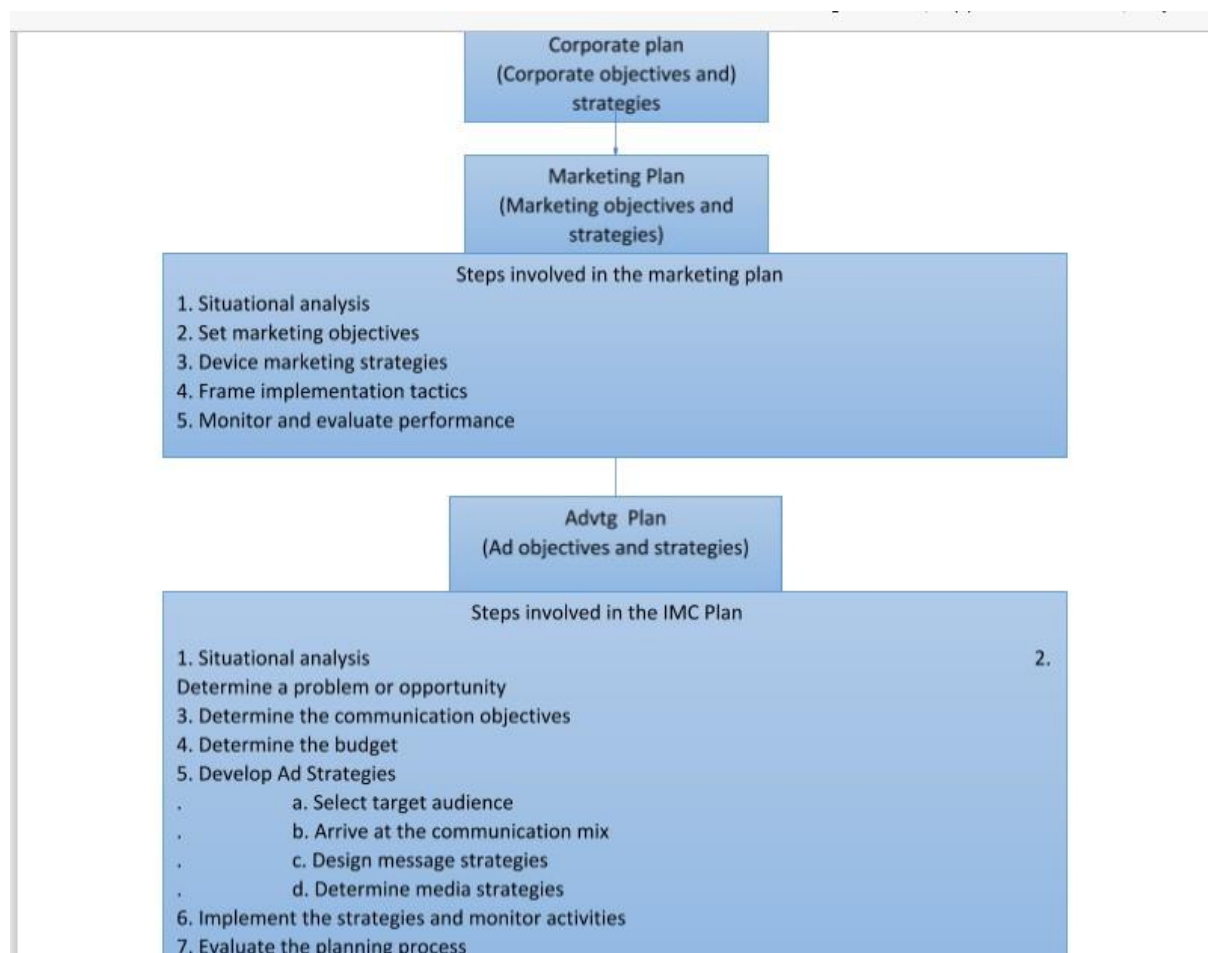 Corporate plan
(Corporate objectives and)
strategies
Marketing Plan
(Marketing objectives and
strategies)
Steps involved in the marketing plan
1. Situational analysis
2. Set marketing objectives
3. Device marketing strategies
4. Frame implementation tactics
5. Monitor and evaluate performance
Advtg Plan
(Ad objectives and strategies)
Steps involved in the IMC Plan
1. Situational analysis 2.
Determine a problem or opportunity
3. Determine the communication objectives
4. Determine the budget
5. Develop Ad Strategies
. a. Select target audience
. b. Arrive at the communication mix
. c. Design message strategies
. d. Determine media strategies
6. Implement the strategies and monitor activities
7. Evaluate the planning process